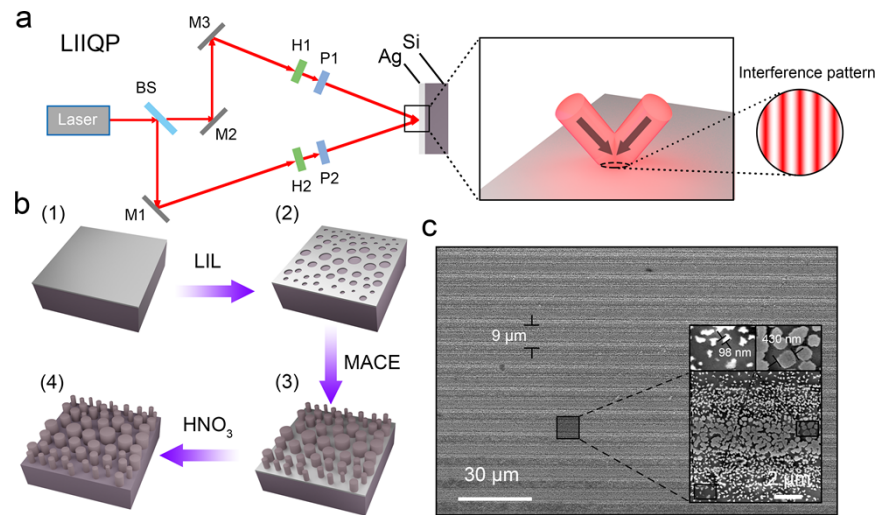 a
LIIQP
M3
H1
P1
Si
Ag
BS
Laser
M2
Interference pattern
H2
P2
M1
b
(1)
(2)
LIL
MACE
(4)
(3)
HNO₃
c
9 µm
98 nm
430 nm
30 µm
2 µm